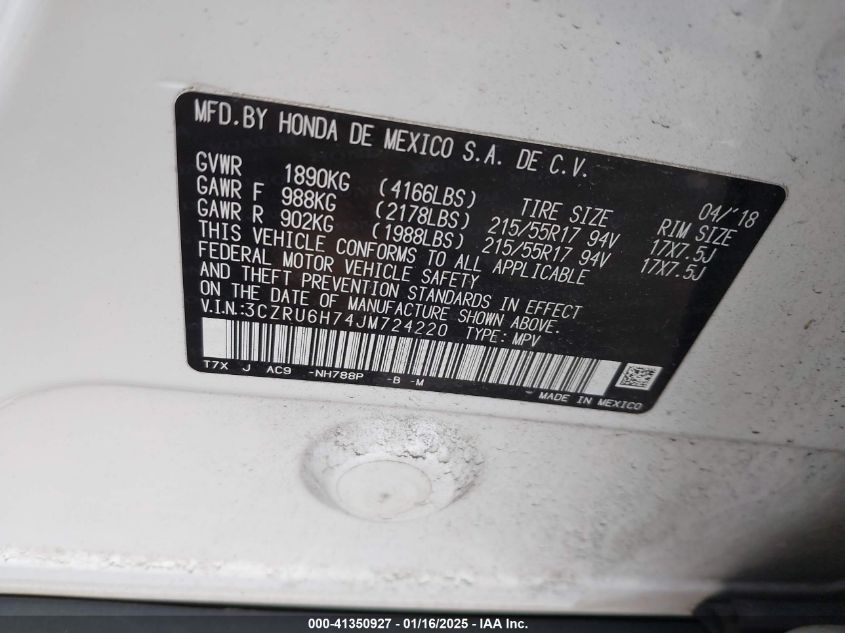 MFD.BY HONDA DE MEXICO S.A. DE C.V.
04/'18
GVWR 1890KG (4166LBS) TIRE SIZE RIM SIZE
GAWR F 988KG (2178LBS) 215/55R17 94V 17X7.5J
GAWR R 902KG (1988LBS) 215/55R17 94V 17X7.5J
THIS VEHICLE CONFORMS TO ALL APPLICABLE
FEDERAL MOTOR VEHICLE SAFETY
AND THEFT PREVENTION STANDARDS IN EFFECT
ON THE DATE OF MANUFACTURE SHOWN ABOVE.
V.I.N:3CZRU6H74JM724220 TYPE: MPV
T7X J AC9 -NH788P -B -M
MADE IN MEXICO
000-41350927 - 01/16/2025 - IAA Inc.